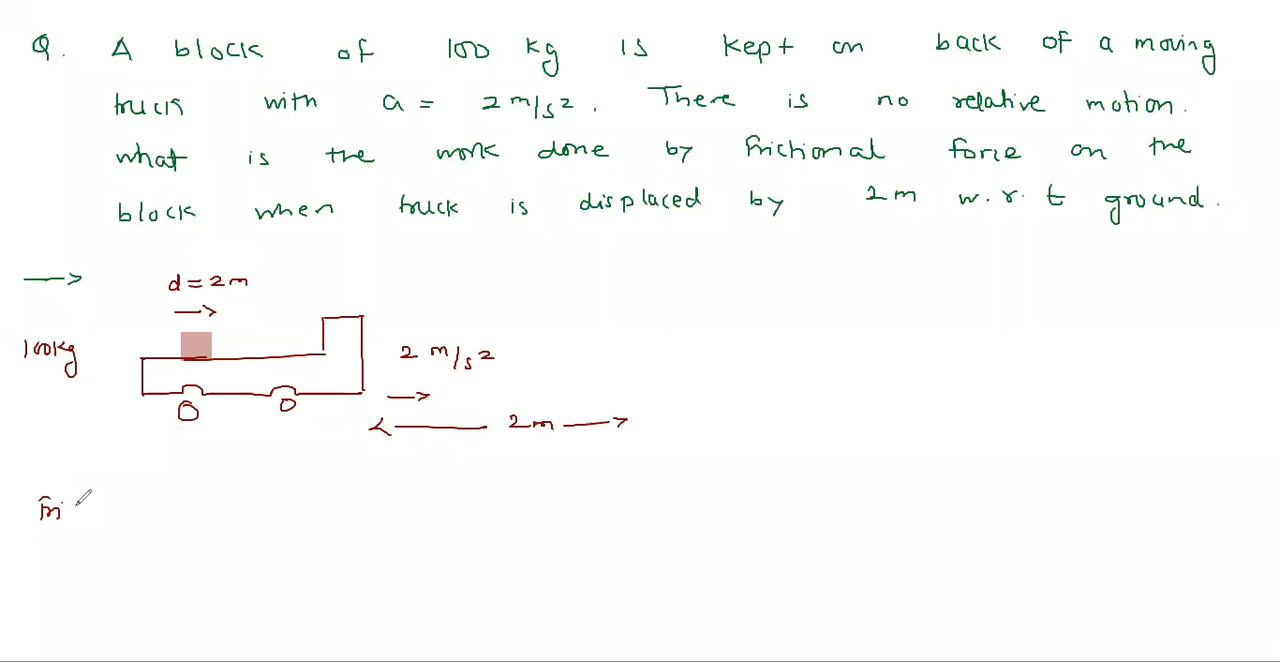 Q. A block of 100 kg is kept on back of a moving
truck with a = 2 m/s2. There is no relative motion.
what is the work done by frictional force on the
block when truck is displaced by 2m w.r.t ground.
d = 2m
100kg
2 m/s2
2m
Fri